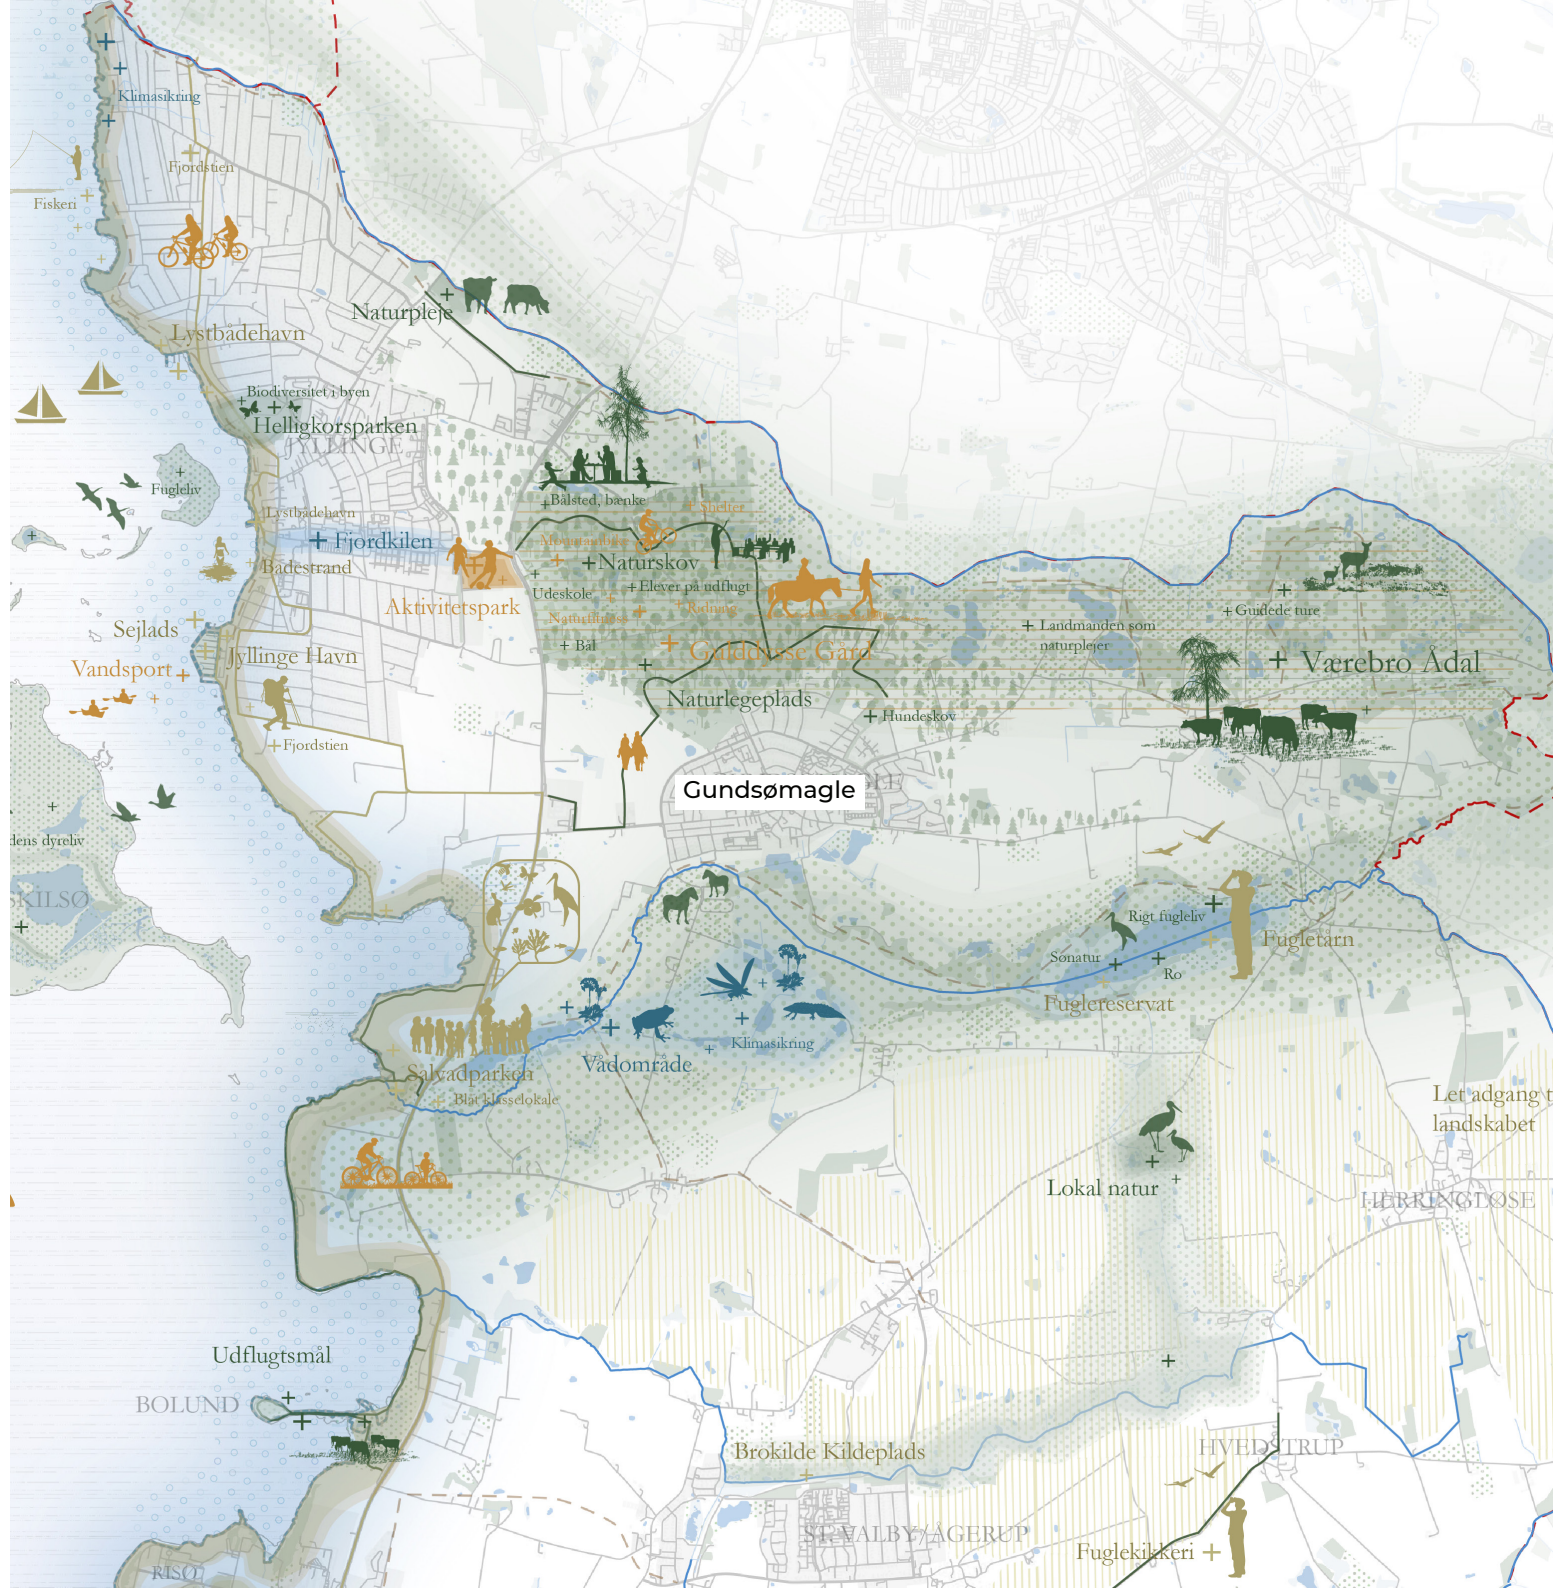 Klimasikring
Fjordstien
Fiskeri
Naturpleje
Lystbådehavn
Biodiversitet i byen
Helligkorsparken
JYLLINGE
Fugleliv
Bålsted, bænke
Shelter
Lystbådehavn
Fjordkilen
Mountainbike
Naturskov
Badestrand
Udeskole
Elever på udflugt
Aktivitetspark
Naturfitness
Ridning
Guidede ture
Sejlads
Landmanden som
naturplejer
Bål
Gulddysse Gård
Jyllinge Havn
Værebro Ådal
Vandsport
Naturlegeplads
Hundeskov
Fjordstien
Gundsømagle
dens dyreliv
SKILSØ
Rigt fugleliv
Fugletårn
Sønatur
Ro
Fuglereservat
Klimasikring
Vådområde
Salvadparken
Blåt klasselokale
Let adgang t
landskabet
Lokal natur
HERRINGLØSE
Udflugtsmål
BOLUND
Brokilde Kildeplads
HVEDSTRUP
ST. VALBY/ÅGERUP
Fuglekikkeri
RISØ